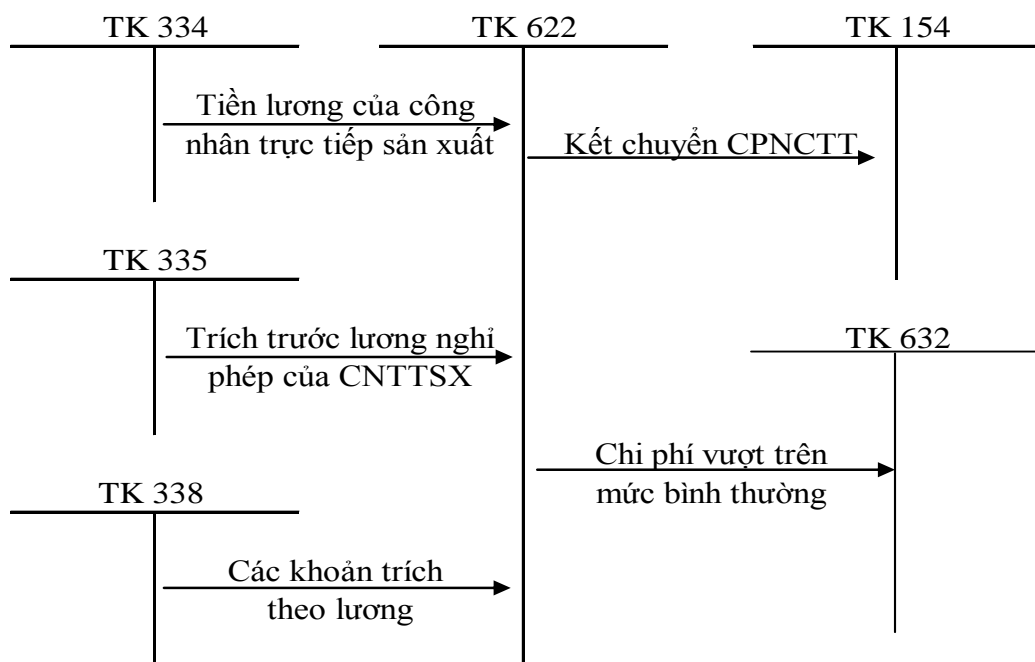 TK 334
TK 622
TK 154
Tiền lương của công
nhân trực tiếp sản xuất
Kết chuyển CPNCTT
TK 335
Trích trước lương nghỉ
phép của CNTTSX
TK 632
Chi phí vượt trên
mức bình thường
TK 338
Các khoản trích
theo lương